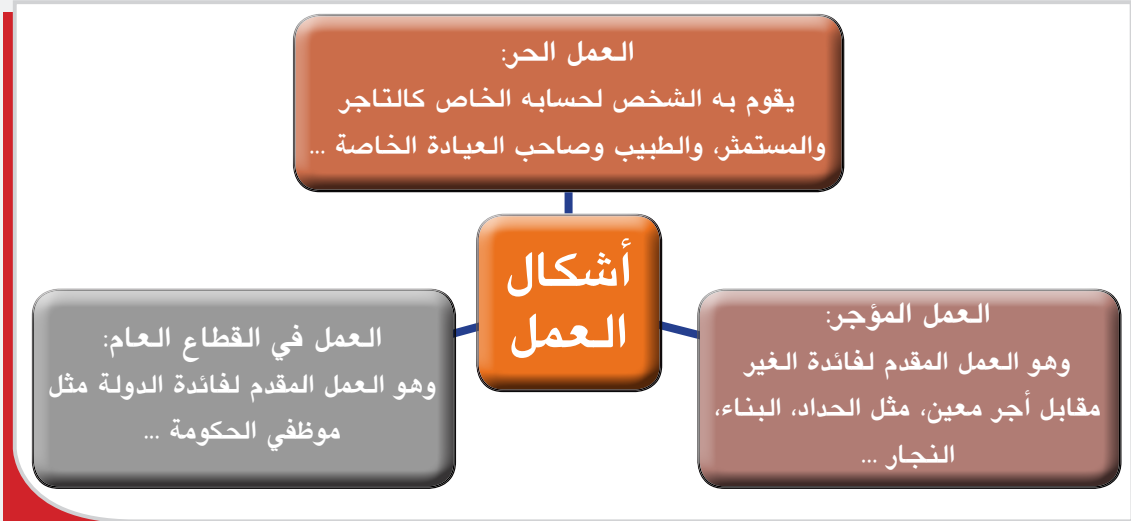 العمل الحر:
يقوم به الشخص لحسابه الخاص كالتاجر
والمستمثر، والطبيب وصاحب العيادة الخاصة ...
أشكال
العمل
العمل المؤجر:
وهو العمل المقدم لفائدة الغير
مقابل أجر معين، مثل الحداد، البناء،
النجار ...
العمل في القطاع العام:
وهو العمل المقدم لفائدة الدولة مثل
موظفي الحكومة ...